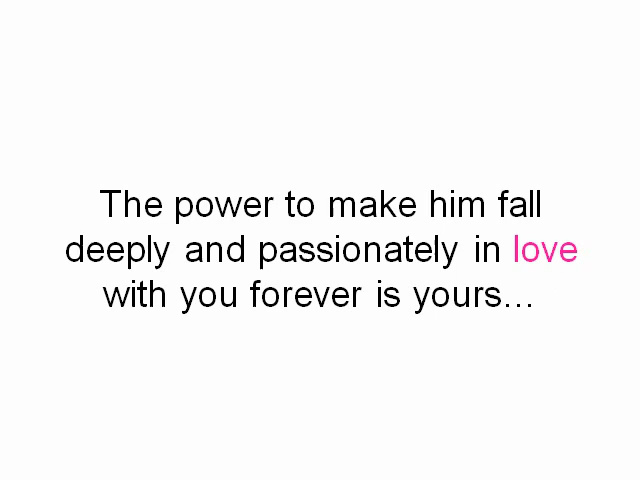 The power to make him fall
deeply and passionately in love
with you forever is yours...